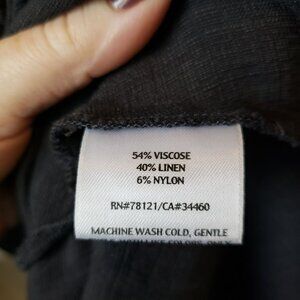 54% VISCOSE
40% LINEN
6% NYLON
RN#78121/CA#34460
MACHINE WASH COLD, GENTLE